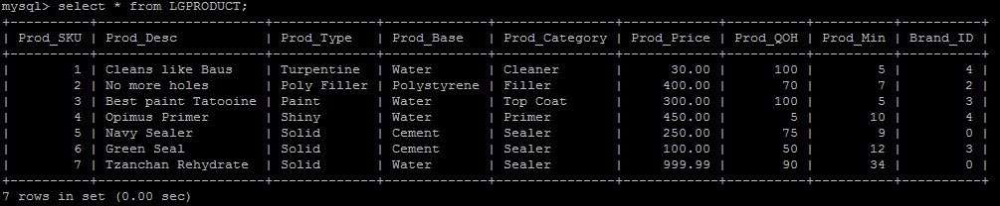 mysql> select * from LGPRODUCT;
+----------+---------------------+-------------+-------------+---------------+------------+----------+----------+----------+
| Prod_SKU | Prod_Desc | Prod_Type | Prod_Base | Prod_Category | Prod_Price | Prod_QOH | Prod_Min | Brand_ID |
+----------+---------------------+-------------+-------------+---------------+------------+----------+----------+----------+
| 1 | Cleans like Baus | Turpentine | Water | Cleaner | 30.00 | 100 | 5 | 4 |
| 2 | No more holes | Poly Filler | Polystyrene | Filler | 400.00 | 70 | 7 | 2 |
| 3 | Best paint Tatooine | Paint | Water | Top Coat | 300.00 | 100 | 5 | 3 |
| 4 | Opimus Primer | Shiny | Water | Primer | 450.00 | 5 | 10 | 4 |
| 5 | Navy Sealer | Solid | Cement | Sealer | 250.00 | 75 | 9 | 0 |
| 6 | Green Seal | Solid | Cement | Sealer | 100.00 | 50 | 12 | 3 |
| 7 | Tzanchan Rehydrate | Solid | Water | Sealer | 999.99 | 90 | 34 | 0 |
+----------+---------------------+-------------+-------------+---------------+------------+----------+----------+----------+
7 rows in set (0.00 sec)